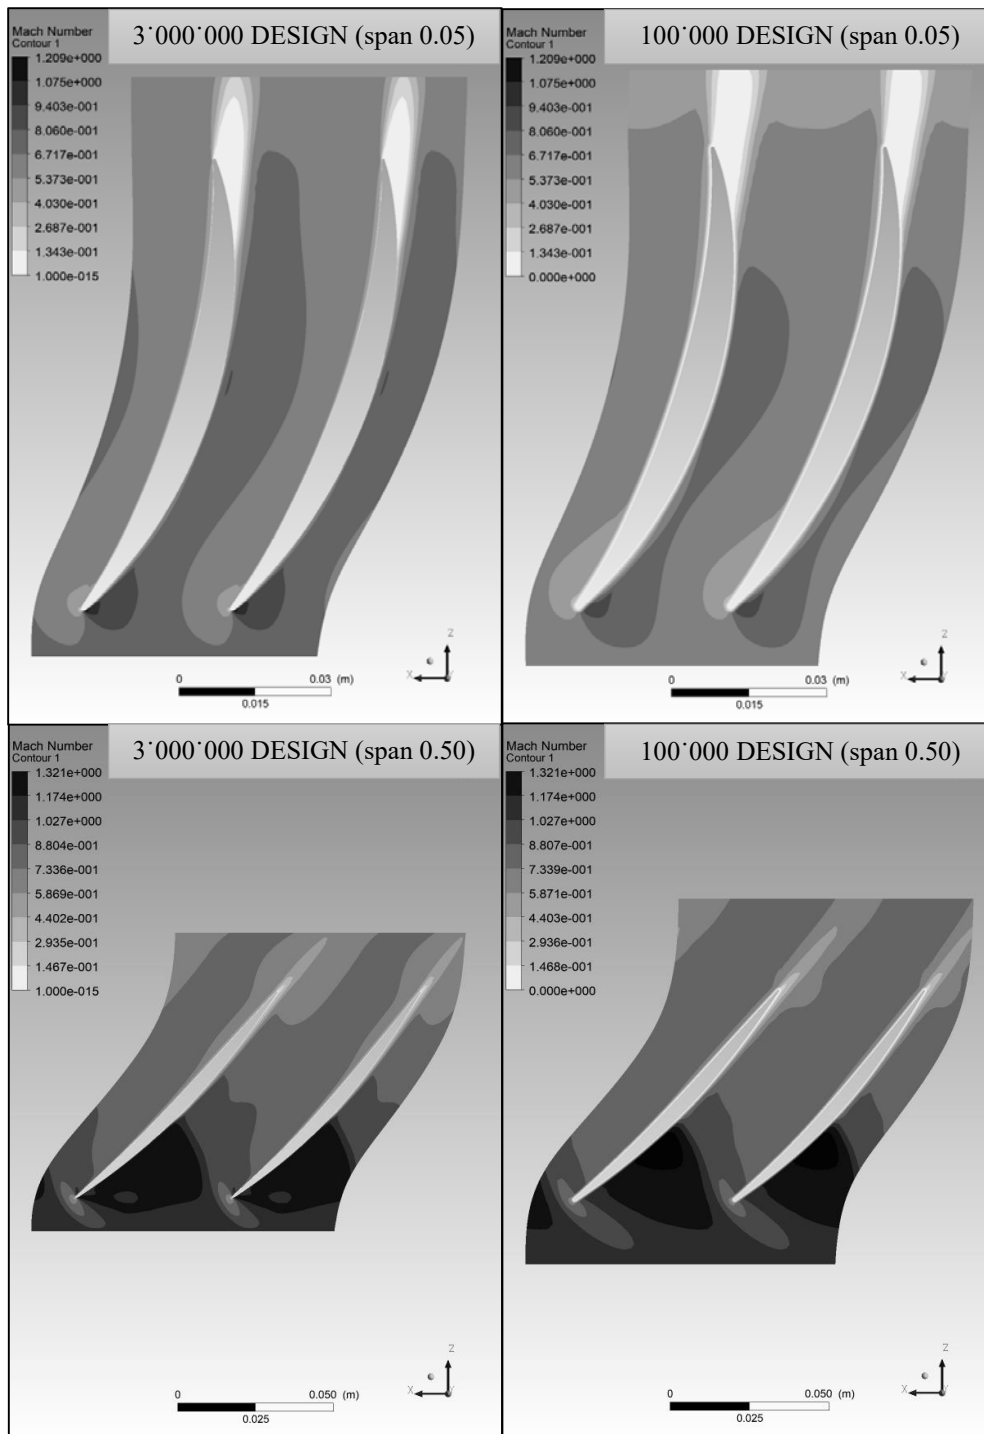 3˙000˙000 DESIGN (span 0.05)
Mach Number
Contour 1
1.209e+000
1.075e+000
9.403e-001
8.060e-001
6.717e-001
5.373e-001
4.030e-001
2.687e-001
1.343e-001
1.000e-015
Z
X
Y
0
0.03 (m)
0.015
100˙000 DESIGN (span 0.05)
Mach Number
Contour 1
1.209e+000
1.075e+000
9.403e-001
8.060e-001
6.717e-001
5.373e-001
4.030e-001
2.687e-001
1.343e-001
0.000e+000
Z
X
Y
0
0.03 (m)
0.015
3˙000˙000 DESIGN (span 0.50)
Mach Number
Contour 1
1.321e+000
1.174e+000
1.027e+000
8.804e-001
7.336e-001
5.869e-001
4.402e-001
2.935e-001
1.467e-001
1.000e-015
Z
X
Y
0
0.050 (m)
0.025
100˙000 DESIGN (span 0.50)
Mach Number
Contour 1
1.321e+000
1.174e+000
1.027e+000
8.807e-001
7.339e-001
5.871e-001
4.403e-001
2.936e-001
1.468e-001
0.000e+000
Z
X
Y
0
0.050 (m)
0.025